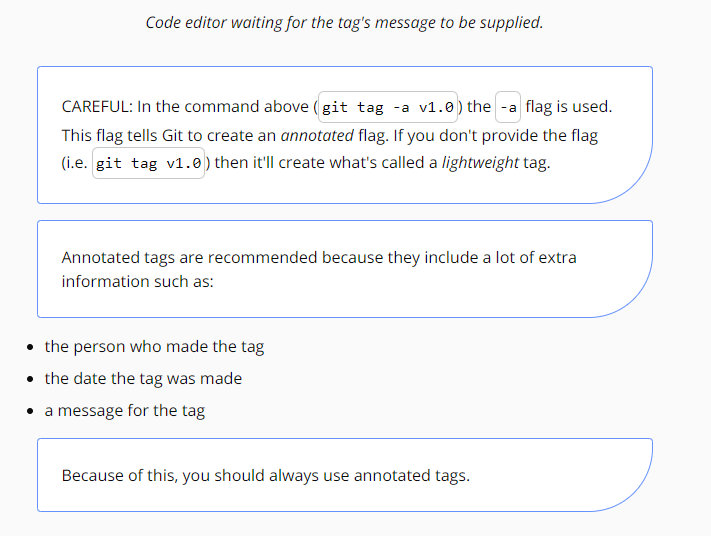 Code editor waiting for the tag's message to be supplied.
CAREFUL: In the command above (git tag -a v1.0) the -a flag is used.
This flag tells Git to create an annotated flag. If you don't provide the flag
(i.e. git tag v1.0) then it'll create what's called a lightweight tag.
Annotated tags are recommended because they include a lot of extra
information such as:
• the person who made the tag
• the date the tag was made
• a message for the tag
Because of this, you should always use annotated tags.